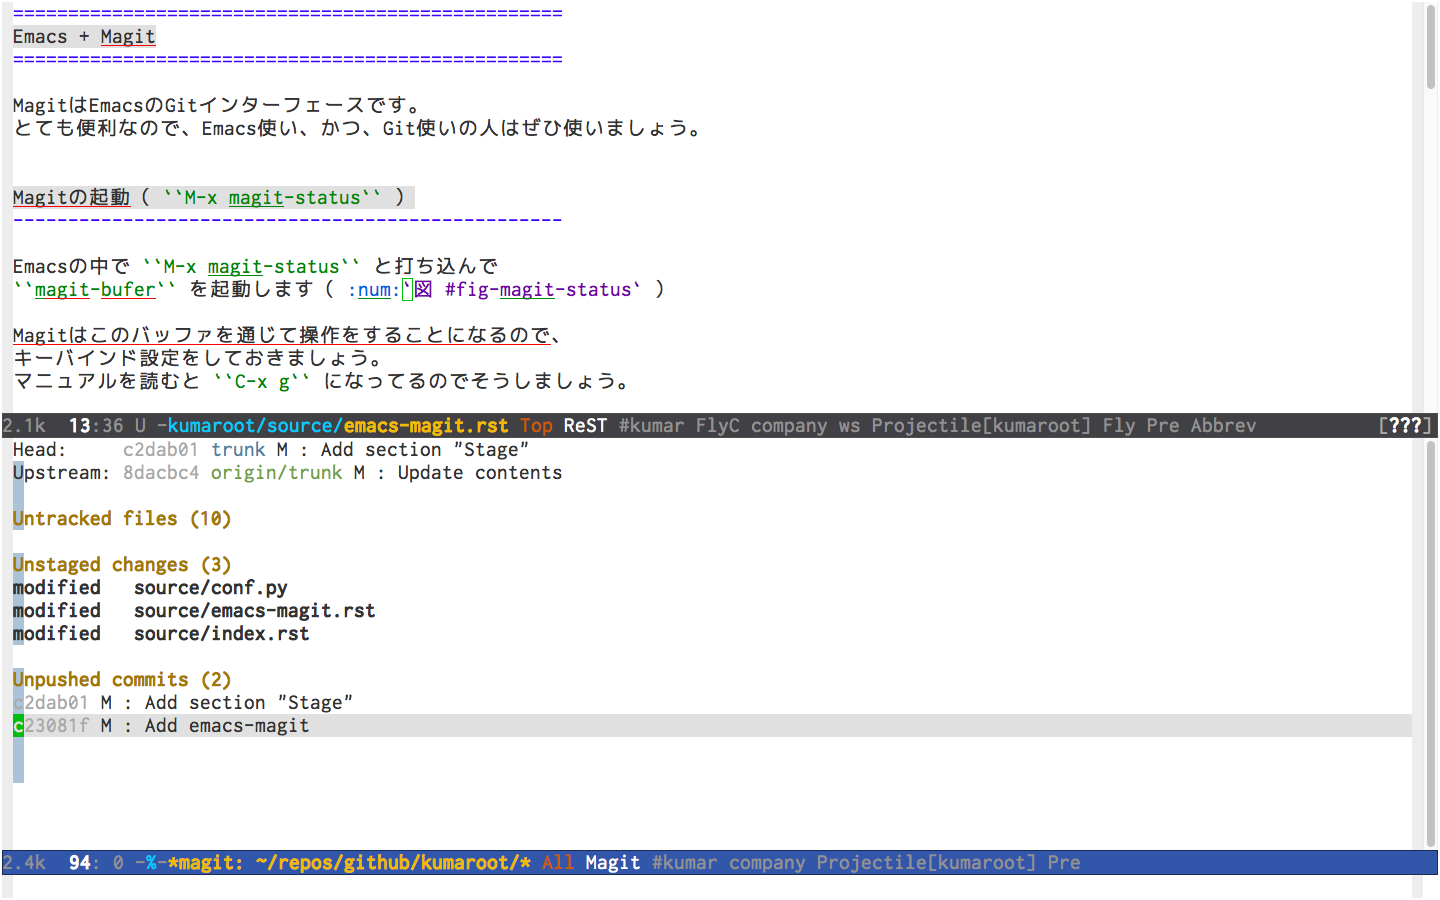 ==================================================
Emacs + Magit
==================================================
MagitはEmacsのGitインターフェースです。
とても便利なので、Emacs使い、かつ、Git使いの人はぜひ使いましょう。
Magitの起動 ( ``M-x magit-status`` )
--------------------------------------------------
Emacsの中で ``M-x magit-status`` と打ち込んで
``magit-bufer`` を起動します ( :num:`図 #fig-magit-status` )
Magitはこのバッファを通じて操作をすることになるので、
キーバインド設定をしておきましょう。
マニュアルを読むと ``C-x g`` になってるのでそうしましょう。
2.1k 13:36 U -kumaroot/source/emacs-magit.rst Top ReST #kumar FlyC company ws Projectile[kumaroot] Fly Pre Abbrev [???]
Head: c2dab01 trunk M : Add section "Stage"
Upstream: 8dacbc4 origin/trunk M : Update contents
Untracked files (10)
Unstaged changes (3)
modified source/conf.py
modified source/emacs-magit.rst
modified source/index.rst
Unpushed commits (2)
c2dab01 M : Add section "Stage"
c23081f M : Add emacs-magit
2.4k 94: 0 -%-*magit: ~/repos/github/kumaroot/* All Magit #kumar company Projectile[kumaroot] Pre